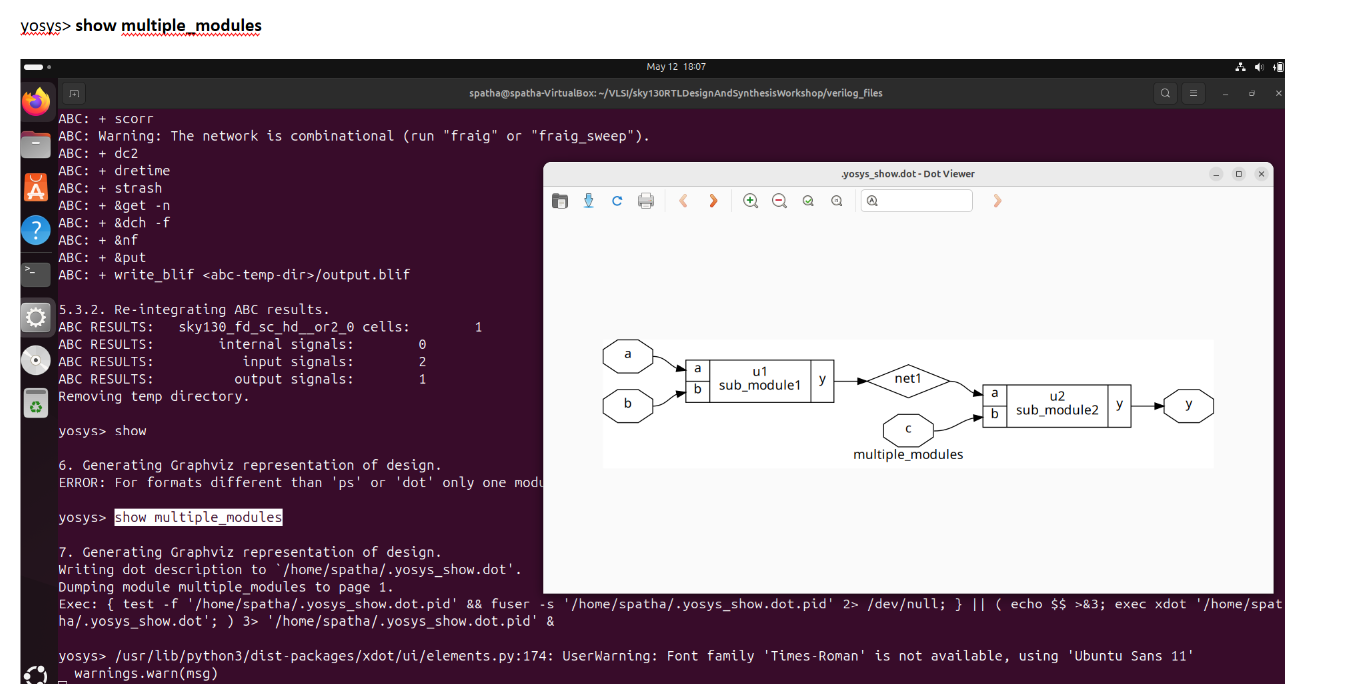 yosys> show multiple_modules
May 12 18:07
spatha@spatha-VirtualBox: ~/VLSI/sky130RTLDesignAndSynthesisWorkshop/verilog_files
ABC: + scorr
ABC: Warning: The network is combinational (run "fraig" or "fraig_sweep").
ABC: + dc2
ABC: + dretime
ABC: + strash
ABC: + &get -n
ABC: + &dch -f
ABC: + &nf
ABC: + &put
ABC: + write_blif <abc-temp-dir>/output.blif
5.3.2. Re-integrating ABC results.
ABC RESULTS:   sky130_fd_sc_hd__or2_0 cells:        1
ABC RESULTS:        internal signals:        0
ABC RESULTS:           input signals:        2
ABC RESULTS:          output signals:        1
Removing temp directory.
yosys> show
6. Generating Graphviz representation of design.
ERROR: For formats different than 'ps' or 'dot' only one modu
yosys> show multiple_modules
7. Generating Graphviz representation of design.
Writing dot description to `/home/spatha/.yosys_show.dot'.
Dumping module multiple_modules to page 1.
Exec: { test -f '/home/spatha/.yosys_show.dot.pid' && fuser -s '/home/spatha/.yosys_show.dot.pid' 2> /dev/null; } || ( echo $$ >&3; exec xdot '/home/spat
ha/.yosys_show.dot'; ) 3> '/home/spatha/.yosys_show.dot.pid' &
yosys> /usr/lib/python3/dist-packages/xdot/ui/elements.py:174: UserWarning: Font family 'Times-Roman' is not available, using 'Ubuntu Sans 11'
  warnings.warn(msg)
.yosys_show.dot - Dot Viewer
a
b
a
b
u1
sub_module1
y
net1
c
a
b
u2
sub_module2
y
y
multiple_modules